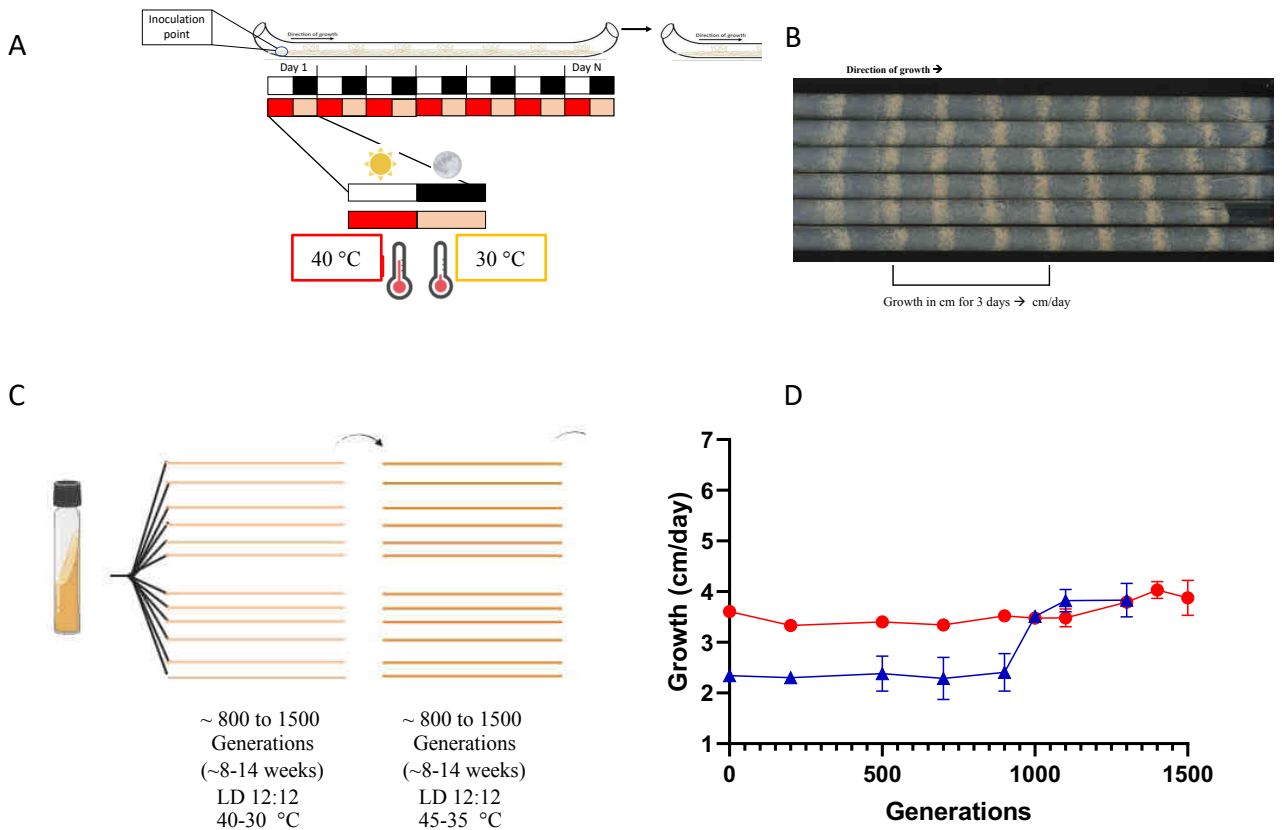 A
Inoculation
point
Direction of growth
Direction of growth
Day 1
Day N
40 °C
30 °C
B
Direction of growth →
Growth in cm for 3 days → cm/day
C
~ 800 to 1500
Generations
(~8-14 weeks)
LD 12:12
40-30 °C
~ 800 to 1500
Generations
(~8-14 weeks)
LD 12:12
45-35 °C
D
Growth (cm/day)
7
6
5
4
3
2
1
0
500
1000
1500
Generations